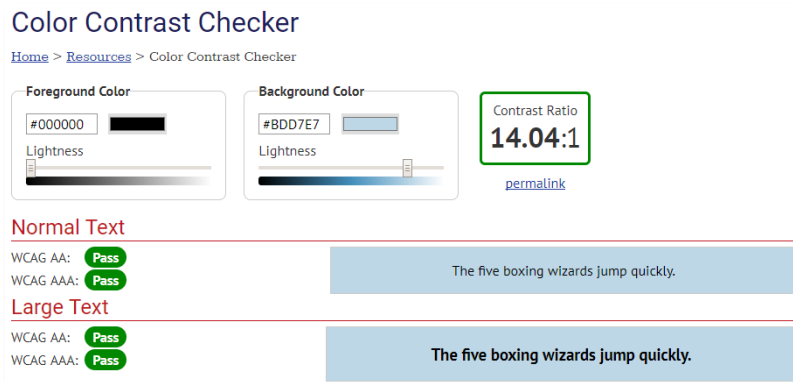 Color Contrast Checker
Home > Resources > Color Contrast Checker
Foreground Color
#000000
Lightness
Background Color
#BDD7E7
Lightness
Contrast Ratio
14.04:1
permalink
Normal Text
WCAG AA: Pass
WCAG AAA: Pass
The five boxing wizards jump quickly.
Large Text
WCAG AA: Pass
WCAG AAA: Pass
The five boxing wizards jump quickly.